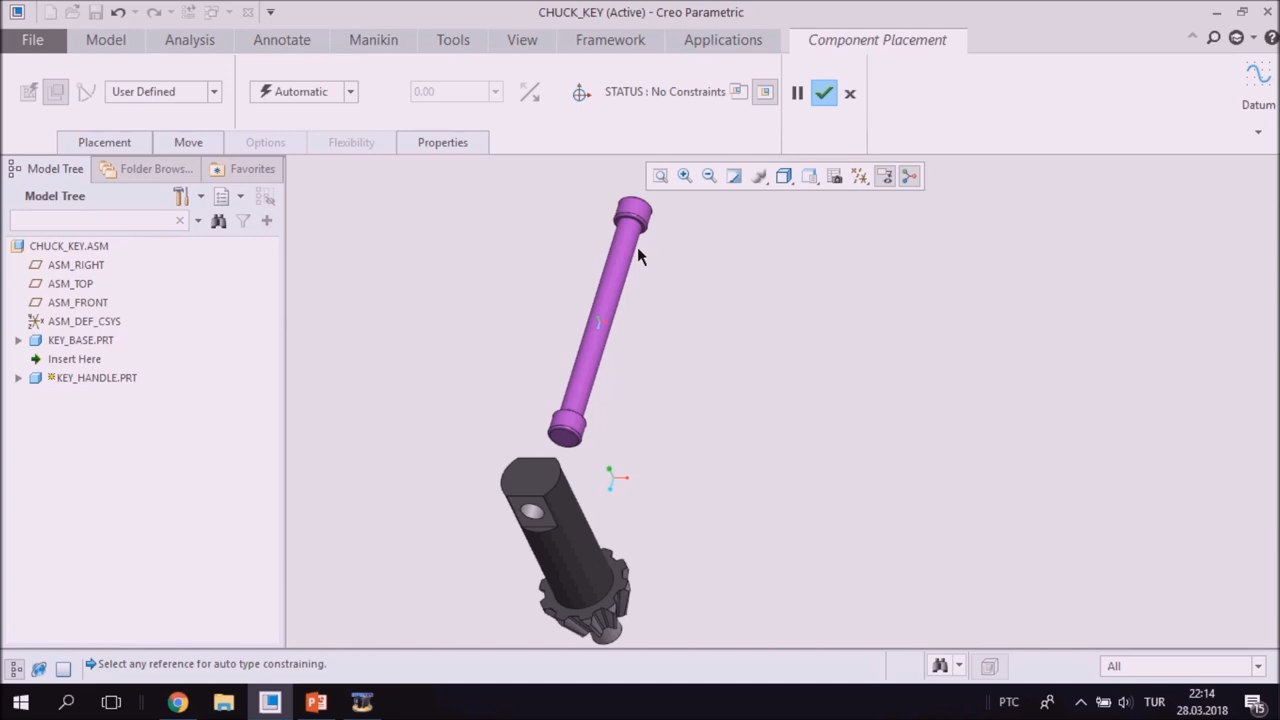 CHUCK_KEY (Active) - Creo Parametric
File Model Analysis Annotate Manikin Tools View Framework Applications Component Placement
User Defined Automatic 0.00 STATUS : No Constraints
Datum
Placement Move Options Flexibility Properties
Model Tree Folder Brows... Favorites
Model Tree
CHUCK_KEY.ASM
ASM_RIGHT
ASM_TOP
ASM_FRONT
ASM_DEF_CSYS
KEY_BASE.PRT
Insert Here
KEY_HANDLE.PRT
Select any reference for auto type constraining.
All
PTC TUR 22:14
28.03.2018 15